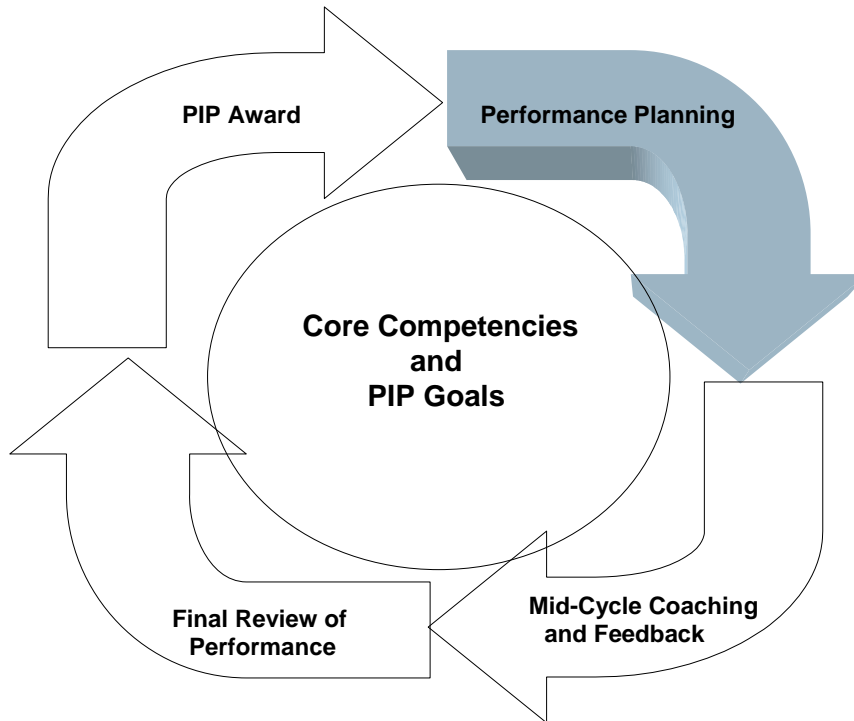 PIP Award
Performance Planning
Core Competencies
and
PIP Goals
Mid-Cycle Coaching
and Feedback
Final Review of
Performance